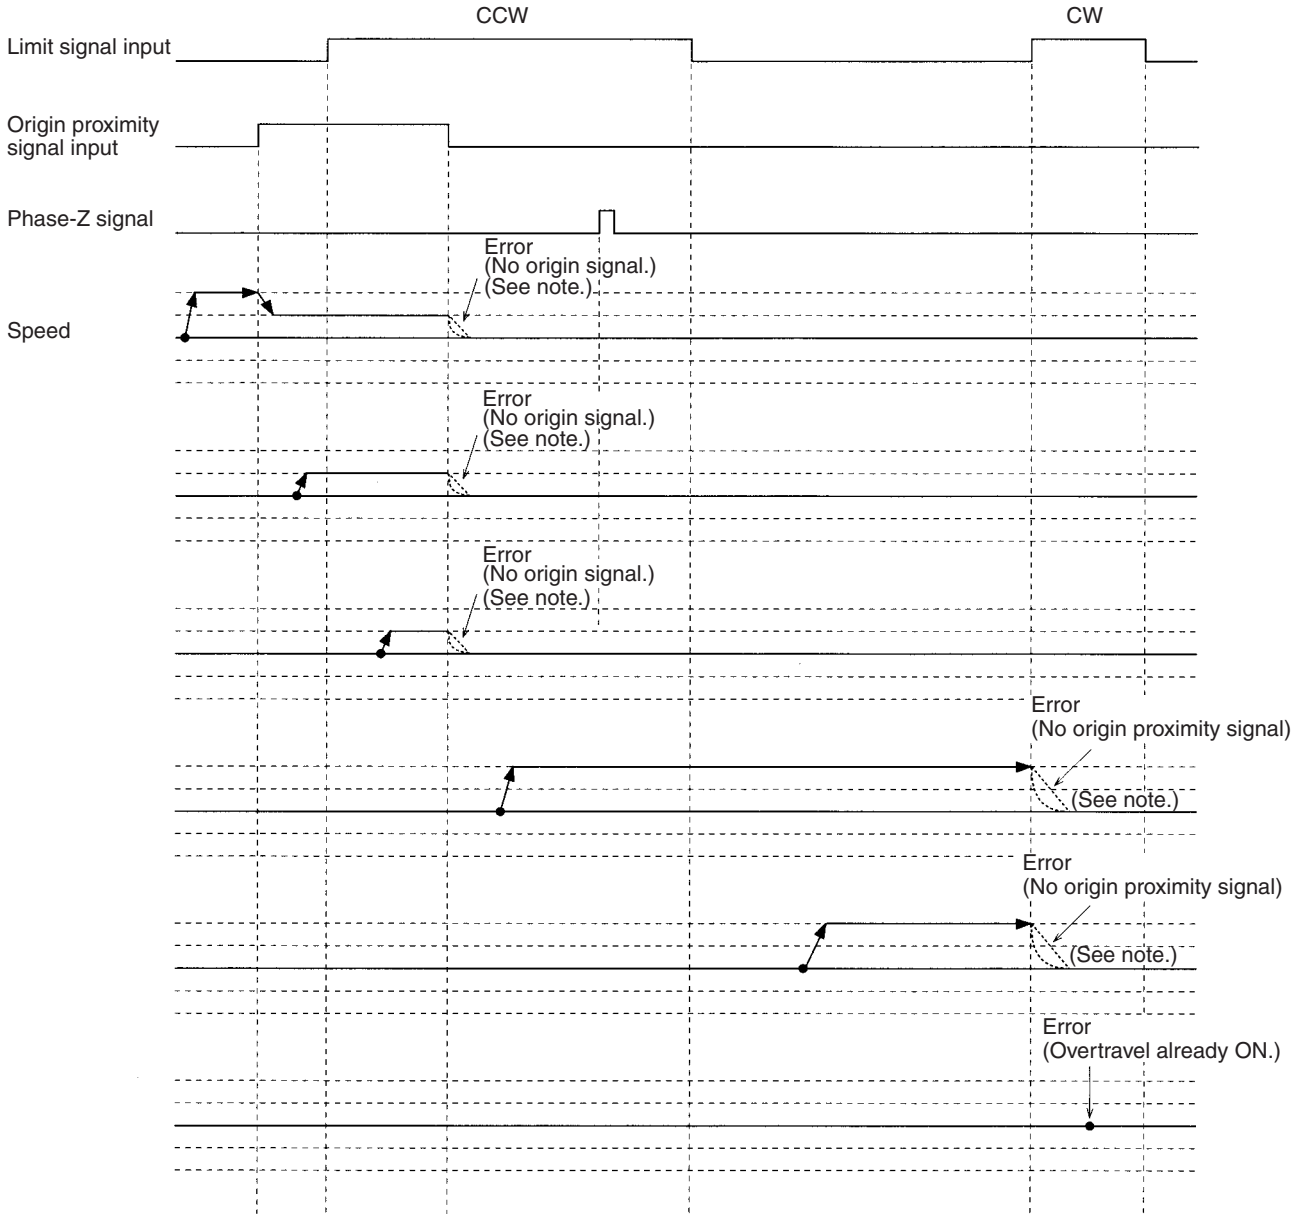 CCW
CW
Limit signal input
Origin proximity
signal input
Phase-Z signal
Error
(No origin signal.)
(See note.)
Speed
Error
(No origin signal.)
(See note.)
Error
(No origin signal.)
(See note.)
Error
(No origin proximity signal)
(See note.)
Error
(No origin proximity signal)
(See note.)
Error
(Overtravel already ON.)